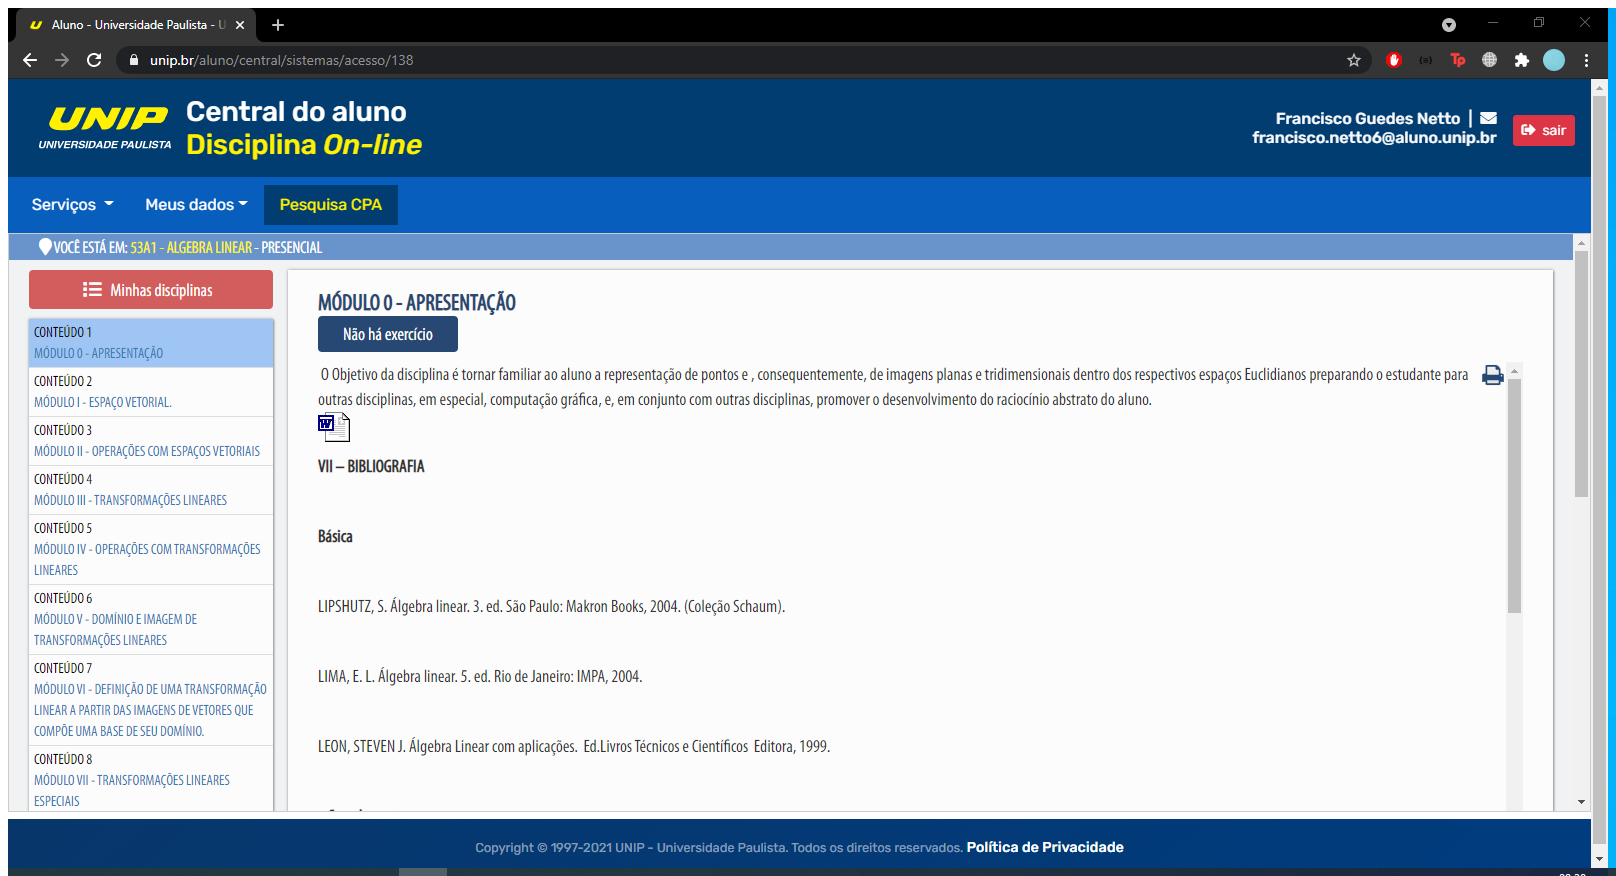 Aluno - Universidade Paulista - U
unip.br/aluno/central/sistemas/acesso/138
UNIP
UNIVERSIDADE PAULISTA
Central do aluno
Disciplina On-line
Francisco Guedes Netto |
francisco.netto6@aluno.unip.br
sair
Serviços
Meus dados
Pesquisa CPA
VOCÊ ESTÁ EM: 53A1 - ALGEBRA LINEAR - PRESENCIAL
Minhas disciplinas
CONTEÚDO 1
MÓDULO 0 - APRESENTAÇÃO
CONTEÚDO 2
MÓDULO I - ESPAÇO VETORIAL.
CONTEÚDO 3
MÓDULO II - OPERAÇÕES COM ESPAÇOS VETORIAIS
CONTEÚDO 4
MÓDULO III - TRANSFORMAÇÕES LINEARES
CONTEÚDO 5
MÓDULO IV - OPERAÇÕES COM TRANSFORMAÇÕES
LINEARES
CONTEÚDO 6
MÓDULO V - DOMÍNIO E IMAGEM DE
TRANSFORMAÇÕES LINEARES
CONTEÚDO 7
MÓDULO VI - DEFINIÇÃO DE UMA TRANSFORMAÇÃO
LINEAR A PARTIR DAS IMAGENS DE VETORES QUE
COMPÕE UMA BASE DE SEU DOMÍNIO.
CONTEÚDO 8
MÓDULO VII - TRANSFORMAÇÕES LINEARES
ESPECIAIS
MÓDULO 0 - APRESENTAÇÃO
Não há exercício
O Objetivo da disciplina é tornar familiar ao aluno a representação de pontos e , consequentemente, de imagens planas e tridimensionais dentro dos respectivos espaços Euclidianos preparando o estudante para
outras disciplinas, em especial, computação gráfica, e, em conjunto com outras disciplinas, promover o desenvolvimento do raciocínio abstrato do aluno.
W
VII – BIBLIOGRAFIA
Básica
LIPSHUTZ, S. Álgebra linear. 3. ed. São Paulo: Makron Books, 2004. (Coleção Schaum).
LIMA, E. L. Álgebra linear. 5. ed. Rio de Janeiro: IMPA, 2004.
LEON, STEVEN J. Álgebra Linear com aplicações. Ed.Livros Técnicos e Científicos Editora, 1999.
Copyright © 1997-2021 UNIP - Universidade Paulista. Todos os direitos reservados. Política de Privacidade